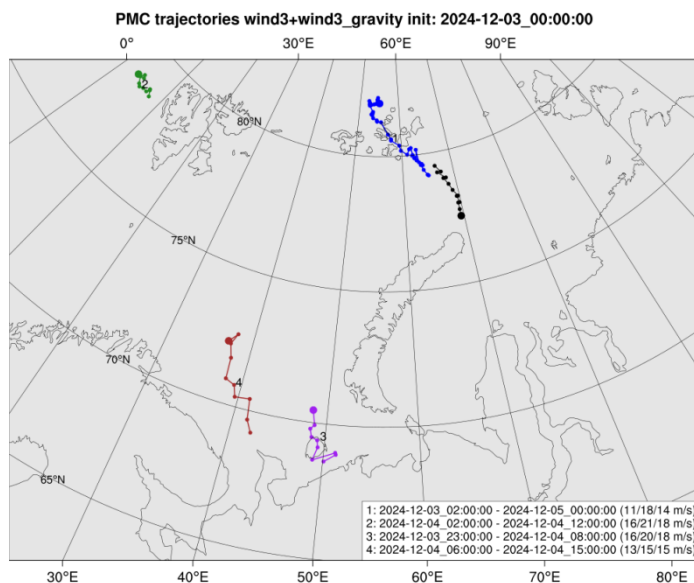 PMC trajectories wind3+wind3_gravity init: 2024-12-03_00:00:00
0° 30°E 60°E 90°E
2
80°N
1
75°N
70°N
4
3
65°N
1: 2024-12-03_02:00:00 - 2024-12-05_00:00:00 (11/18/14 m/s)
2: 2024-12-04_02:00:00 - 2024-12-04_12:00:00 (16/21/18 m/s)
3: 2024-12-03_23:00:00 - 2024-12-04_08:00:00 (16/20/18 m/s)
4: 2024-12-04_06:00:00 - 2024-12-04_15:00:00 (13/15/15 m/s)
30°E 40°E 50°E 60°E 70°E 80°E